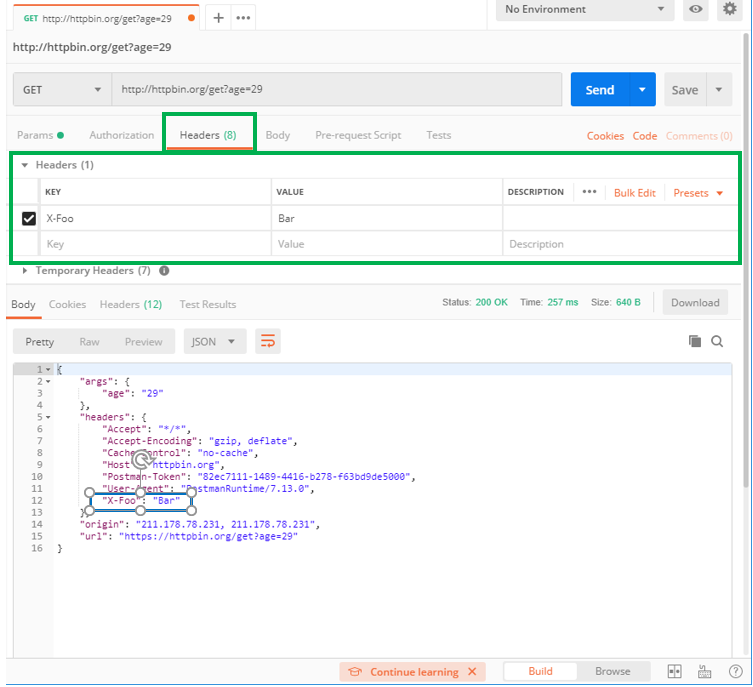 GET http://httpbin.org/get?age=29 + ••• No Environment
http://httpbin.org/get?age=29
GET http://httpbin.org/get?age=29 Send Save
Params Authorization Headers (8) Body Pre-request Script Tests Cookies Code Comments (0)
Headers (1)
KEY VALUE DESCRIPTION ••• Bulk Edit Presets
X-Foo Bar
Key Value Description
Temporary Headers (7) i
Body Cookies Headers (12) Test Results Status: 200 OK Time: 257 ms Size: 640 B Download
Pretty Raw Preview JSON
1 {
2 "args": {
3 "age": "29"
4 },
5 "headers": {
6 "Accept": "*/*",
7 "Accept-Encoding": "gzip, deflate",
8 "Cache-Control": "no-cache",
9 "Host": "httpbin.org",
10 "Postman-Token": "82ec7111-1489-4416-b278-f63bd9de5000",
11 "User-Agent": "PostmanRuntime/7.13.0",
12 "X-Foo": "Bar"
13 },
14 "origin": "211.178.78.231, 211.178.78.231",
15 "url": "https://httpbin.org/get?age=29"
16 }
Continue learning × Build Browse ?